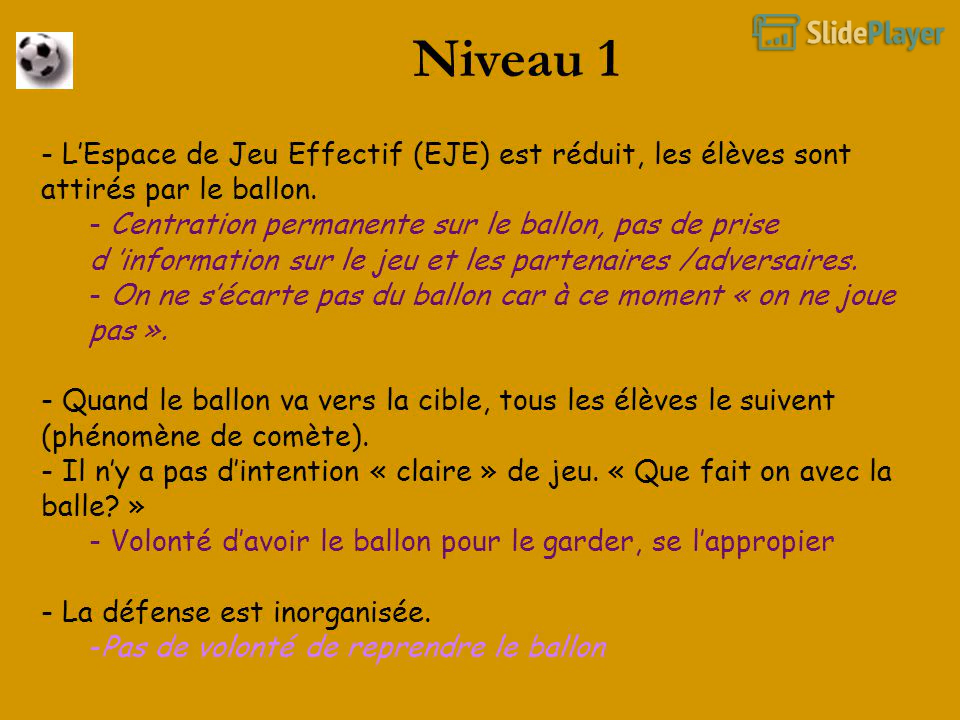 SlidePlayer
Niveau 1
- L’Espace de Jeu Effectif (EJE) est réduit, les élèves sont
attirés par le ballon.
- Centration permanente sur le ballon, pas de prise
d ’information sur le jeu et les partenaires /adversaires.
- On ne s’écarte pas du ballon car à ce moment « on ne joue
pas ».
- Quand le ballon va vers la cible, tous les élèves le suivent
(phénomène de comète).
- Il n’y a pas d’intention « claire » de jeu. « Que fait on avec la
balle? »
- Volonté d’avoir le ballon pour le garder, se l’appropier
- La défense est inorganisée.
-Pas de volonté de reprendre le ballon